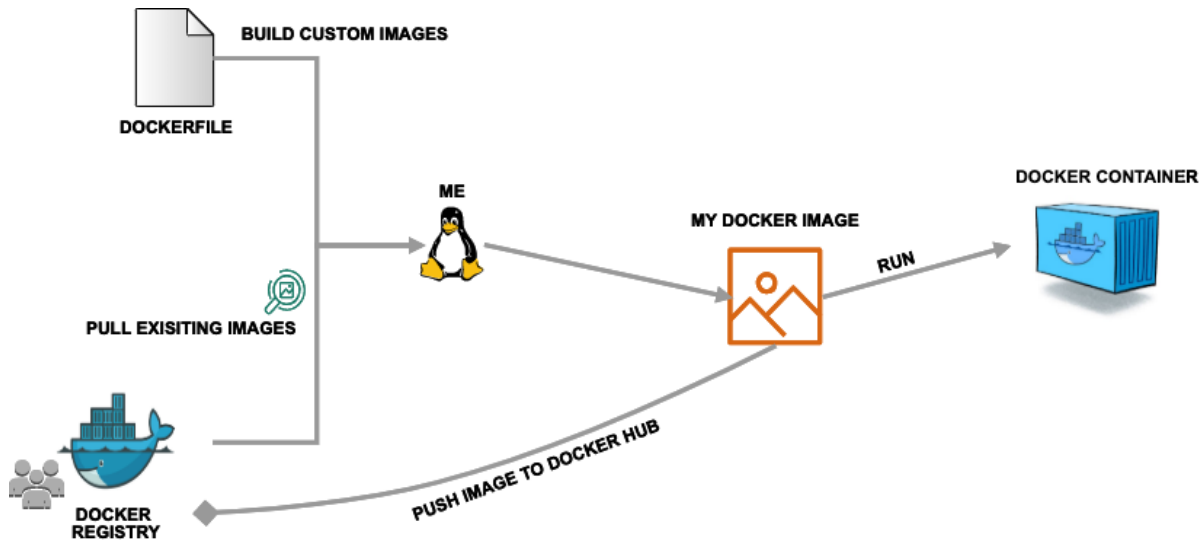 BUILD CUSTOM IMAGES
DOCKERFILE
ME
DOCKER CONTAINER
MY DOCKER IMAGE
RUN
PULL EXISITING IMAGES
PUSH IMAGE TO DOCKER HUB
DOCKER
REGISTRY